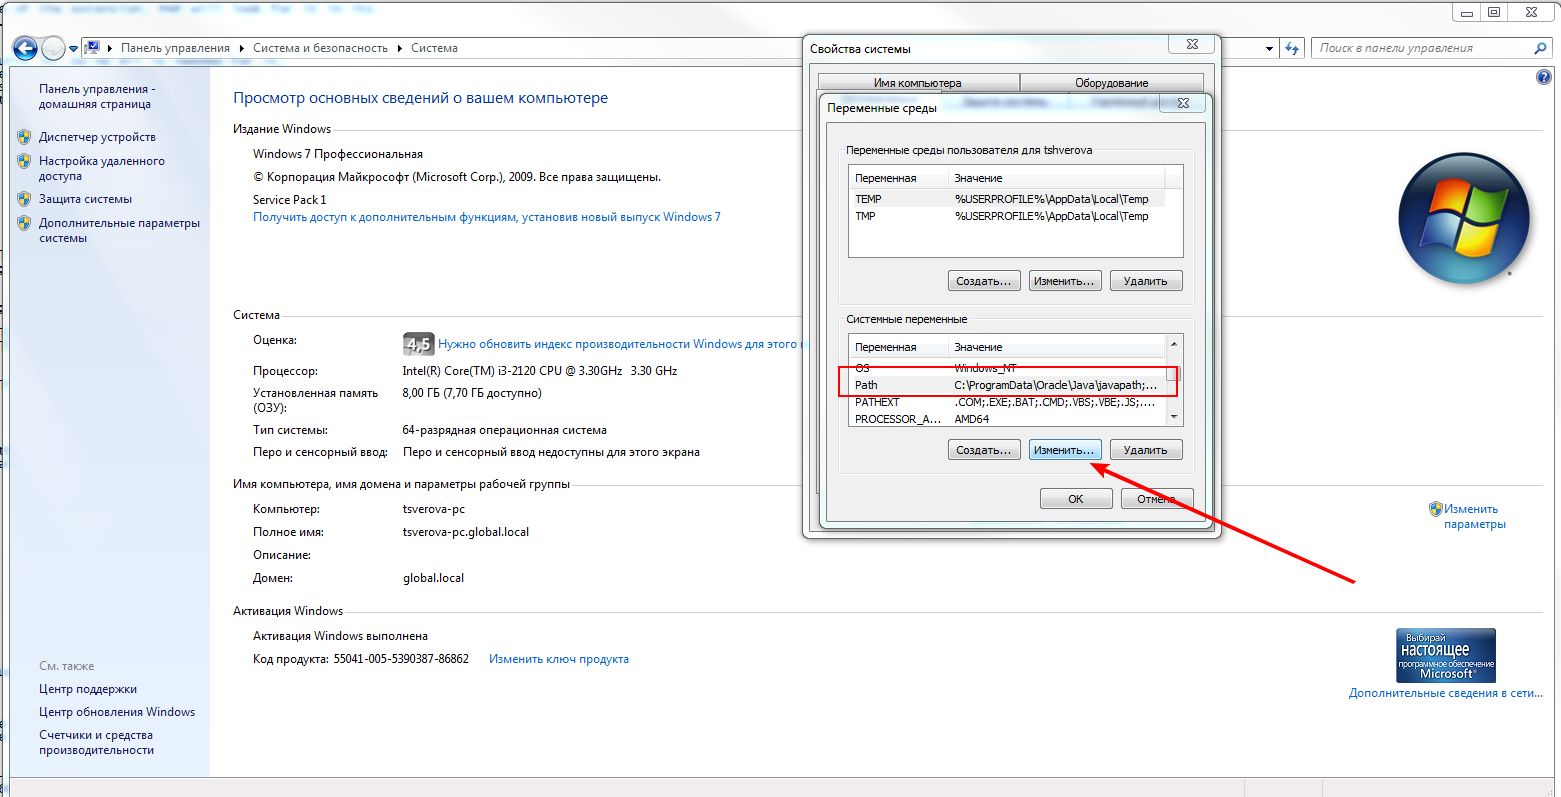 Панель управления
Система и безопасность
Система
Поиск в панели управления
Панель управления -
домашняя страница
Диспетчер устройств
Настройка удаленного
доступа
Защита системы
Дополнительные параметры
системы
См. также
Центр поддержки
Центр обновления Windows
Счетчики и средства
производительности
Просмотр основных сведений о вашем компьютере
Издание Windows
Windows 7 Профессиональная
© Корпорация Майкрософт (Microsoft Corp.), 2009. Все права защищены.
Service Pack 1
Получить доступ к дополнительным функциям, установив новый выпуск Windows 7
Система
Оценка:
4,5 Нужно обновить индекс производительности Windows для этого
Процессор: Intel(R) Core(TM) i3-2120 CPU @ 3.30GHz 3.30 GHz
Установленная память
(ОЗУ):
8,00 ГБ (7,70 ГБ доступно)
Тип системы: 64-разрядная операционная система
Перо и сенсорный ввод: Перо и сенсорный ввод недоступны для этого экрана
Имя компьютера, имя домена и параметры рабочей группы
Компьютер: tsverova-pc
Полное имя: tsverova-pc.global.local
Описание:
Домен: global.local
Изменить
параметры
Активация Windows
Активация Windows выполнена
Код продукта: 55041-005-5390387-86862 Изменить ключ продукта
Выбирай
настоящее
программное обеспечение
Microsoft
Дополнительные сведения в сети...
Свойства системы
Имя компьютера
Оборудование
Переменные среды
Переменные среды пользователя для tshverova
Переменная Значение
TEMP %USERPROFILE%\AppData\Local\Temp
TMP %USERPROFILE%\AppData\Local\Temp
Создать... Изменить... Удалить
Системные переменные
Переменная Значение
OS Windows_NT
Path C:\ProgramData\Oracle\Java\javapath;...
PATHEXT .COM;.EXE;.BAT;.CMD;.VBS;.VBE;.JS;....
PROCESSOR_A... AMD64
Создать... Изменить... Удалить
ОК Отмена